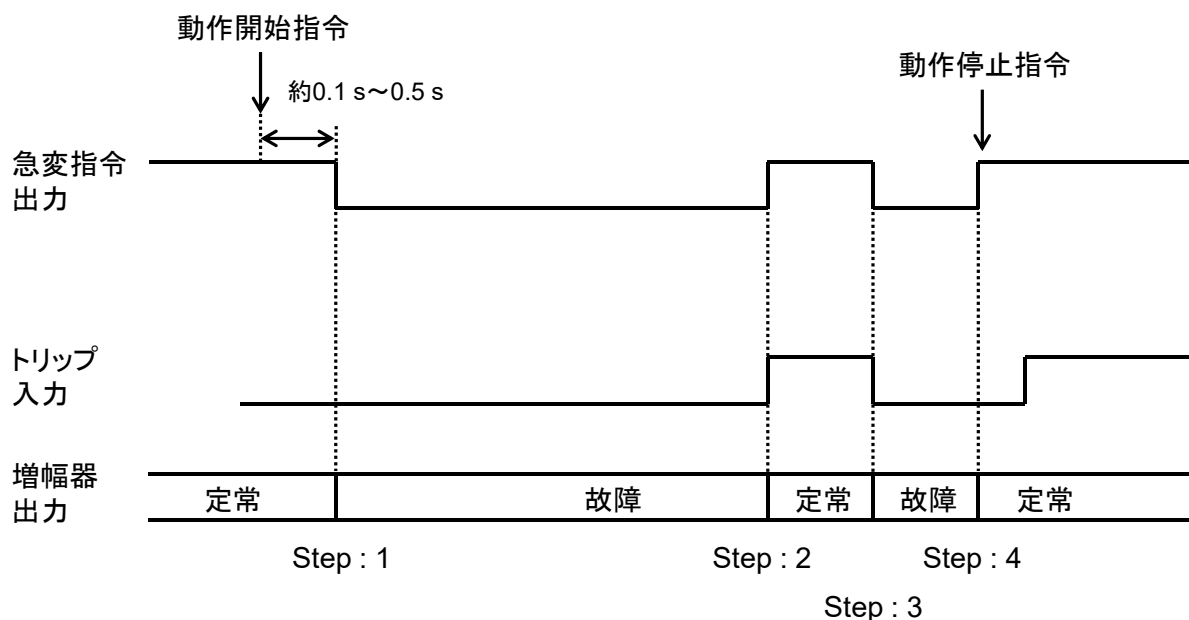 動作開始指令
約0.1 s～0.5 s
動作停止指令
急変指令
出力
トリップ
入力
増幅器
出力
定常
故障
定常
故障
定常
Step : 1
Step : 2
Step : 4
Step : 3